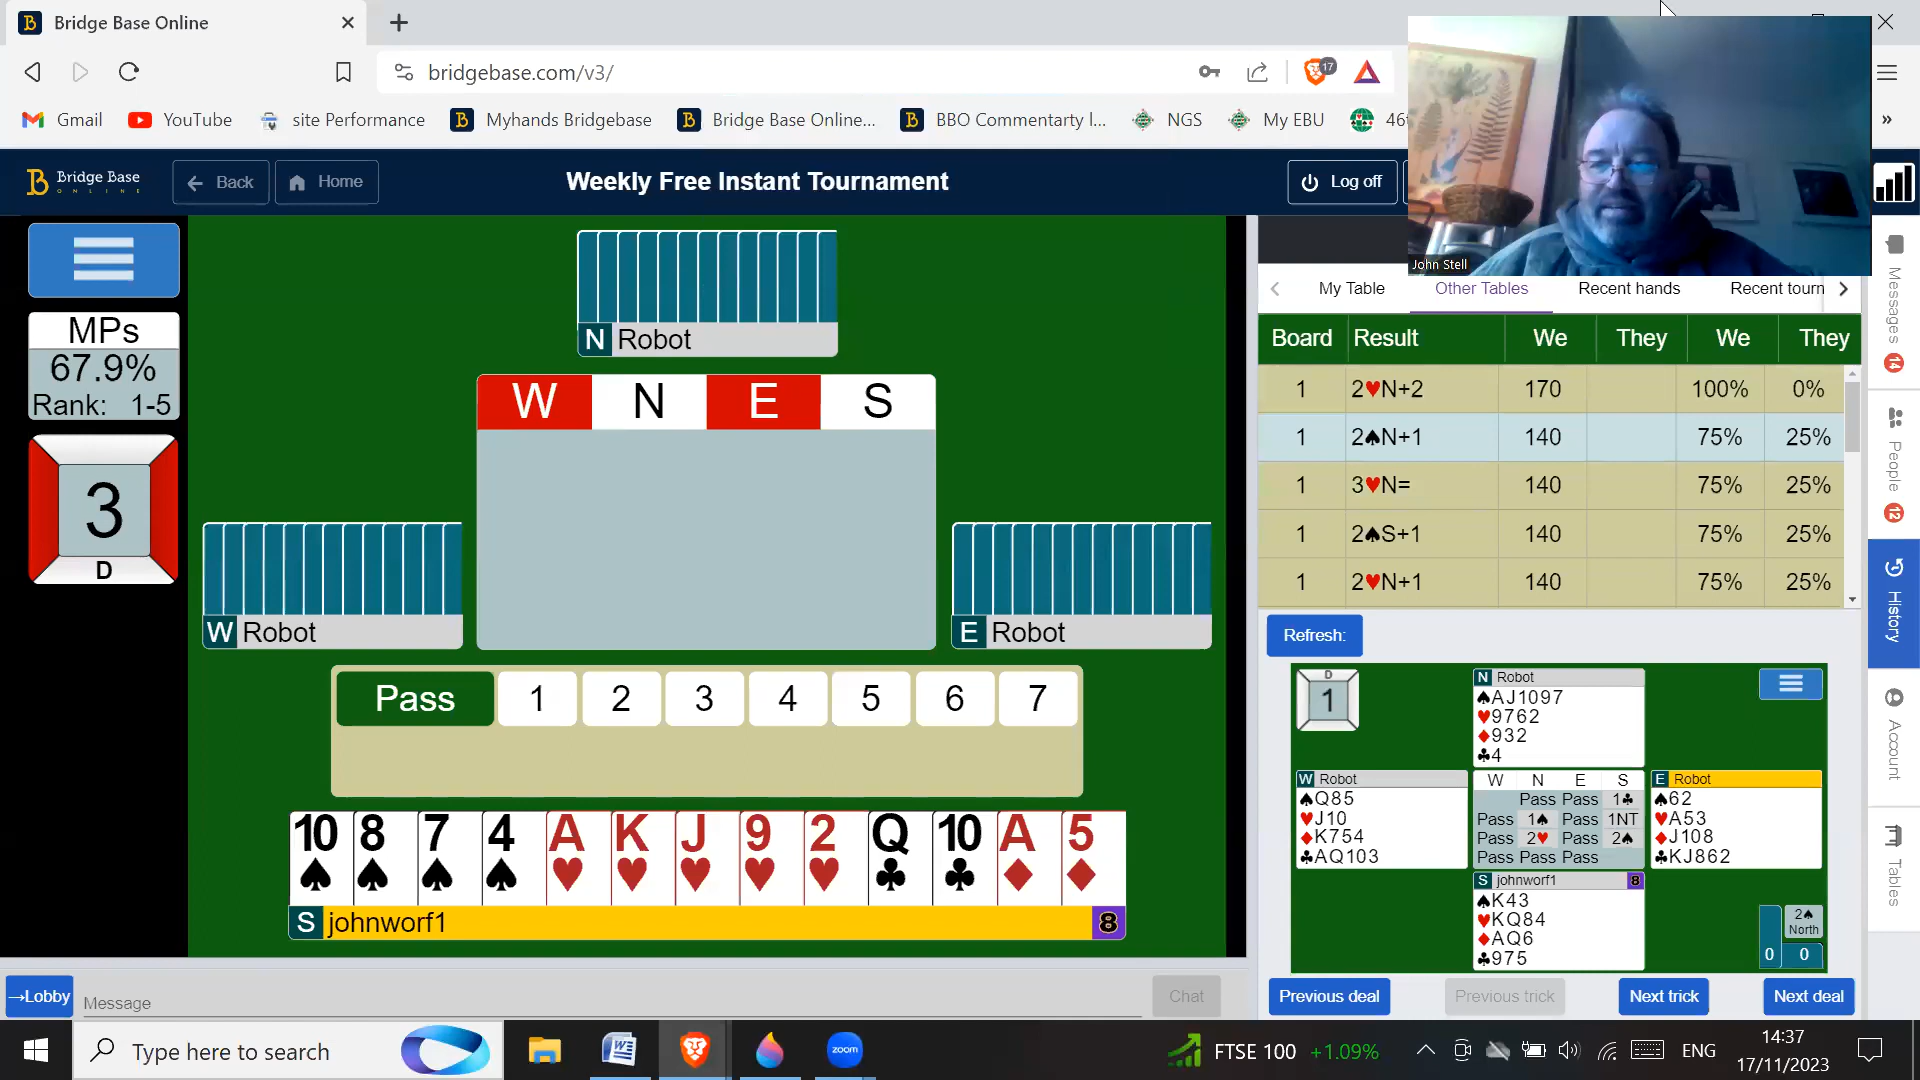 Bridge Base Online
bridgebase.com/v3/
17
Gmail
YouTube
site Performance
Myhands Bridgebase
Bridge Base Online...
BBO Commentarty l...
NGS
My EBU
46
»
Bridge Base
ONLINE
Back
Home
Weekly Free Instant Tournament
Log off
John Stell
MPs
67.9%
Rank: 1-5
3
D
N Robot
W N E S
W Robot
E Robot
Pass 1 2 3 4 5 6 7
10♠ 8♠ 7♠ 4♠ A♥ K♥ J♥ 9♥ 2♥ Q♣ 10♣ A♦ 5♦
S johnworf1 8
→Lobby
Message
Chat
My Table
Other Tables
Recent hands
Recent tourn
Board Result We They We They
1 2♥N+2 170 100% 0%
1 2♠N+1 140 75% 25%
1 3♥N= 140 75% 25%
1 2♠S+1 140 75% 25%
1 2♥N+1 140 75% 25%
Refresh:
D
1
N Robot
♠AJ1097
♥9762
♦932
♣4
W Robot
♠Q85
♥J10
♦K754
♣AQ103
W N E S
Pass Pass 1♣
Pass 1♠ Pass 1NT
Pass 2♥ Pass 2♠
Pass Pass Pass
E Robot
♠62
♥A53
♦J108
♣KJ862
S johnworf1 8
♠K43
♥KQ84
♦AQ6
♣975
2♠
North
0 0
Previous deal
Previous trick
Next trick
Next deal
Messages
14
People
12
History
Account
Tables
Type here to search
zoom
FTSE 100 +1.09%
ENG
14:37
17/11/2023